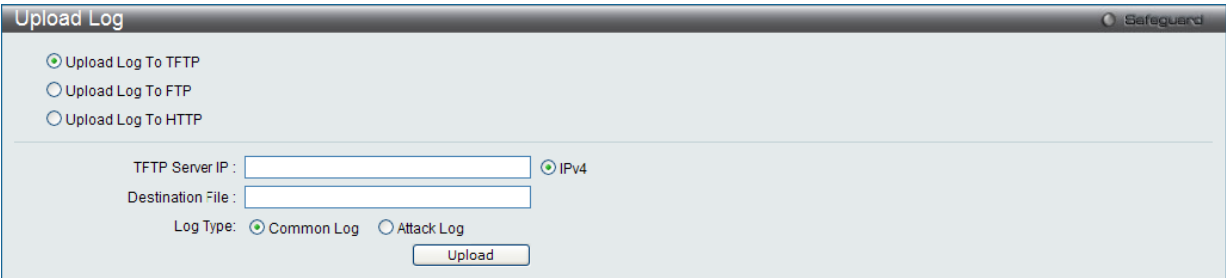 Upload Log
Safeguard
Upload Log To TFTP
Upload Log To FTP
Upload Log To HTTP
TFTP Server IP :
IPv4
Destination File :
Log Type: Common Log Attack Log
Upload